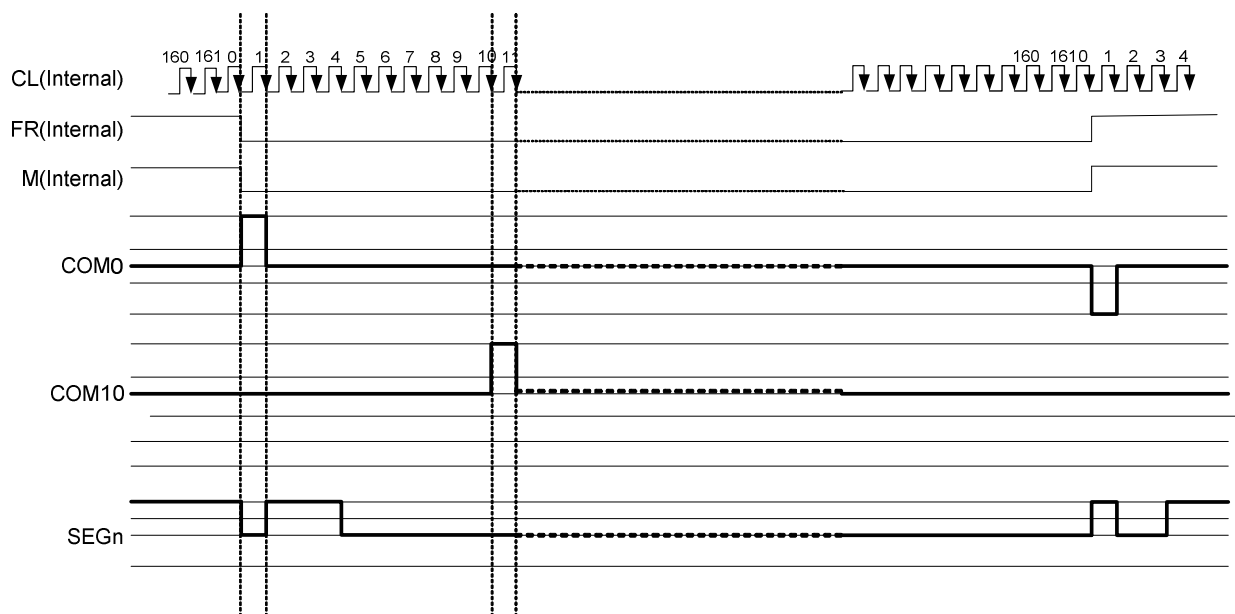 160 161 0 1 2 3 4 5 6 7 8 9 10 11 160 161 0 1 2 3 4
CL(Internal)
FR(Internal)
M(Internal)
COM0
COM10
SEGn